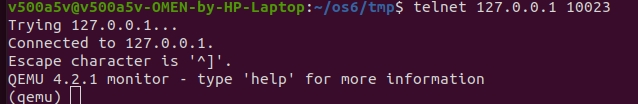 v500a5v@v500a5v-OMEN-by-HP-Laptop:~/os6/tmp$ telnet 127.0.0.1 10023
Trying 127.0.0.1...
Connected to 127.0.0.1.
Escape character is '^]'.
QEMU 4.2.1 monitor - type 'help' for more information
(qemu)